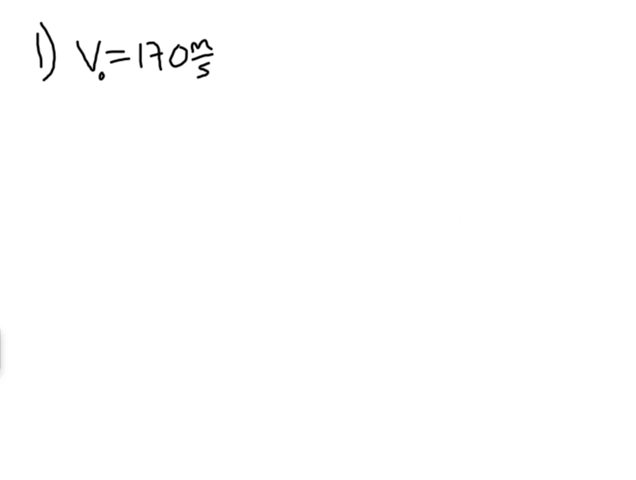 1) V₀ = 170 m/s